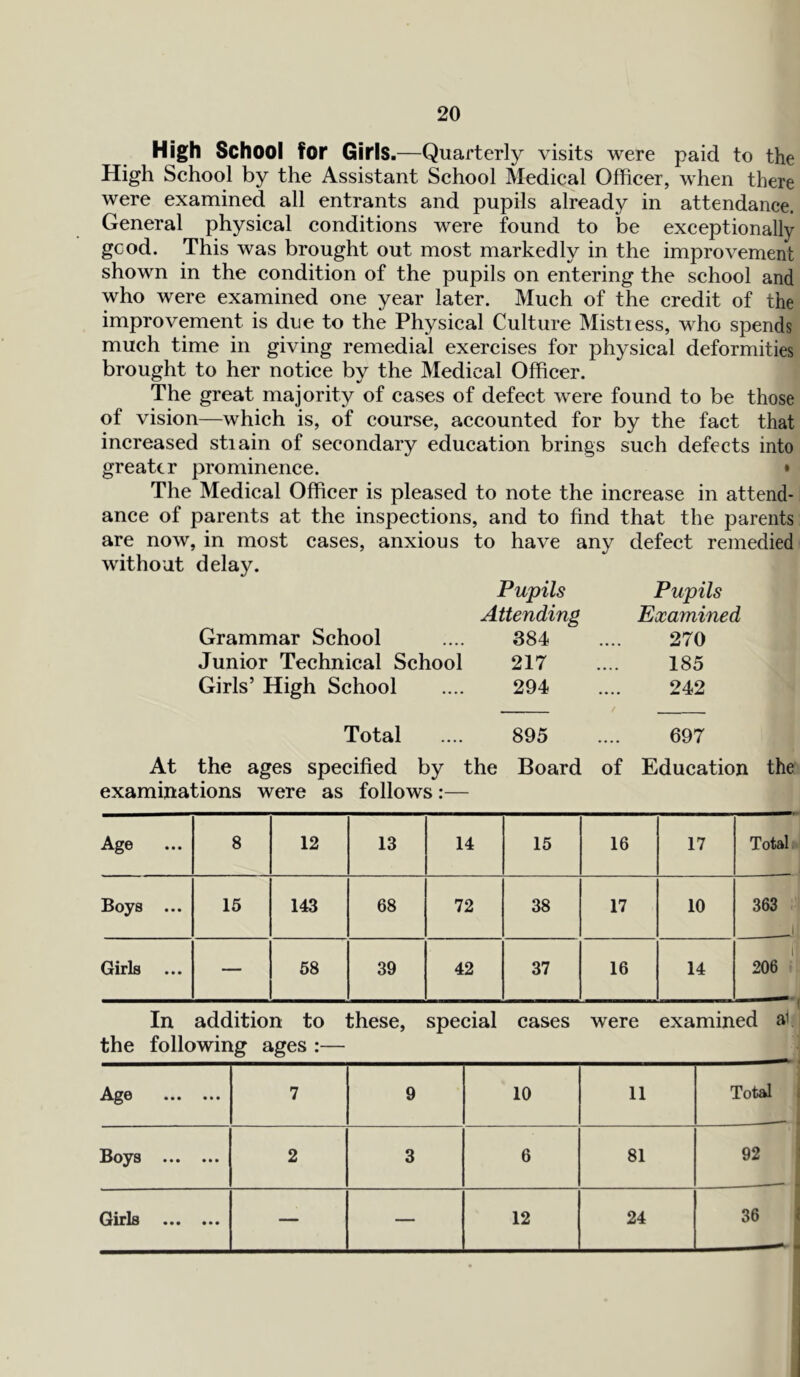 20
High School for Girls.—Quarterly visits were paid to the
High School by the Assistant School Medical Officer, when there
were examined all entrants and pupils already in attendance.
General physical conditions were found to be exceptionally
good. This was brought out most markedly in the improvement
shown in the condition of the pupils on entering the school and
who were examined one year later. Much of the credit of the
improvement is due to the Physical Culture Mistress, who spends
much time in giving remedial exercises for physical deformities
brought to her notice by the Medical Officer.
The great majority of cases of defect were found to be those
of vision—which is, of course, accounted for by the fact that
increased strain of secondary education brings such defects into
greater prominence.
The Medical Officer is pleased to note the increase in attend-
ance of parents at the inspections, and to find that the parents
are now, in most cases, anxious to have any defect remedied
without delay.
Pupils Pupils
Attending Examined
Grammar School .... 384 .... 270
Junior Technical School 217 .... 185
Girls' High School .... 294 .... 242
Total .... 895 .... 697
At the ages specified by the Board of Education the
examinations were as follows:—
Age ... 8 12 13 14 15 16 17 Total
Boys ... 15 143 68 72 38 17 10 363
Girls ... — 58 39 42 37 16 14 206
In addition to these, special cases were examined at
the following ages :—
Age ... ... 7 9 10 11 Total
Boys ... ... 2 3 6 81 92
Girls ... ... — — 12 24 36